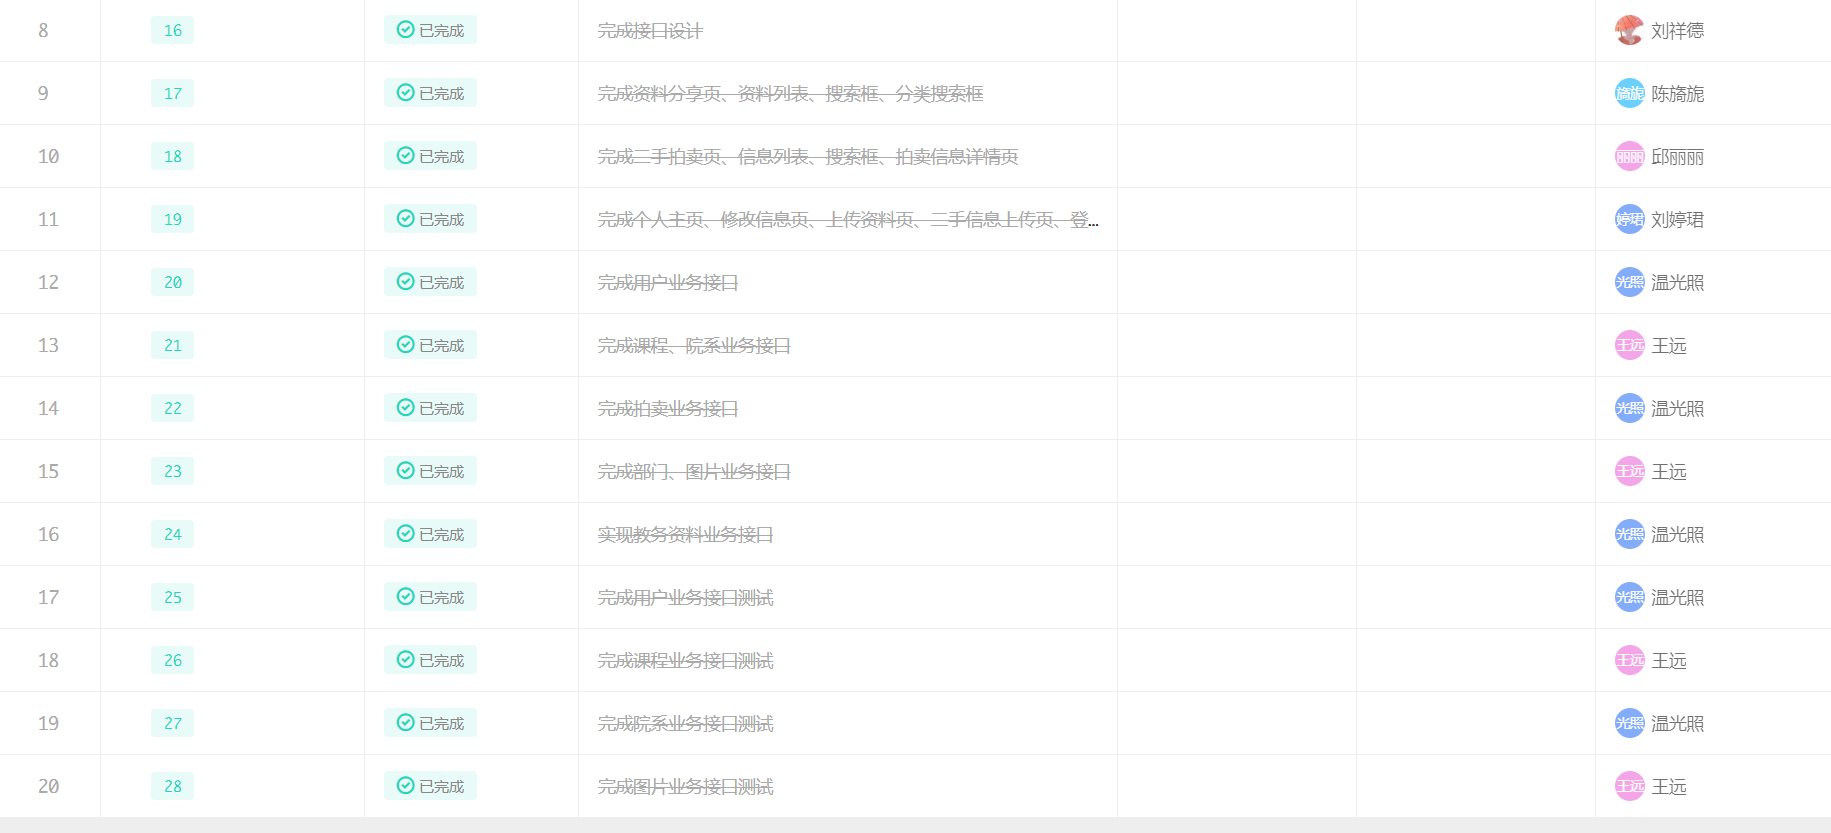 8 16 已完成 完成接口设计 刘祥德
9 17 已完成 完成资料分享页、资料列表、搜索框、分类搜索框 旖旎 陈旖旎
10 18 已完成 完成二手拍卖页、信息列表、搜索框、拍卖信息详情页 丽丽 邱丽丽
11 19 已完成 完成个人主页、修改信息页、上传资料页、二手信息上传页、登... 婷珺 刘婷珺
12 20 已完成 完成用户业务接口 光照 温光照
13 21 已完成 完成课程、院系业务接口 王远 王远
14 22 已完成 完成拍卖业务接口 光照 温光照
15 23 已完成 完成部门、图片业务接口 王远 王远
16 24 已完成 实现教务资料业务接口 光照 温光照
17 25 已完成 完成用户业务接口测试 光照 温光照
18 26 已完成 完成课程业务接口测试 王远 王远
19 27 已完成 完成院系业务接口测试 光照 温光照
20 28 已完成 完成图片业务接口测试 王远 王远